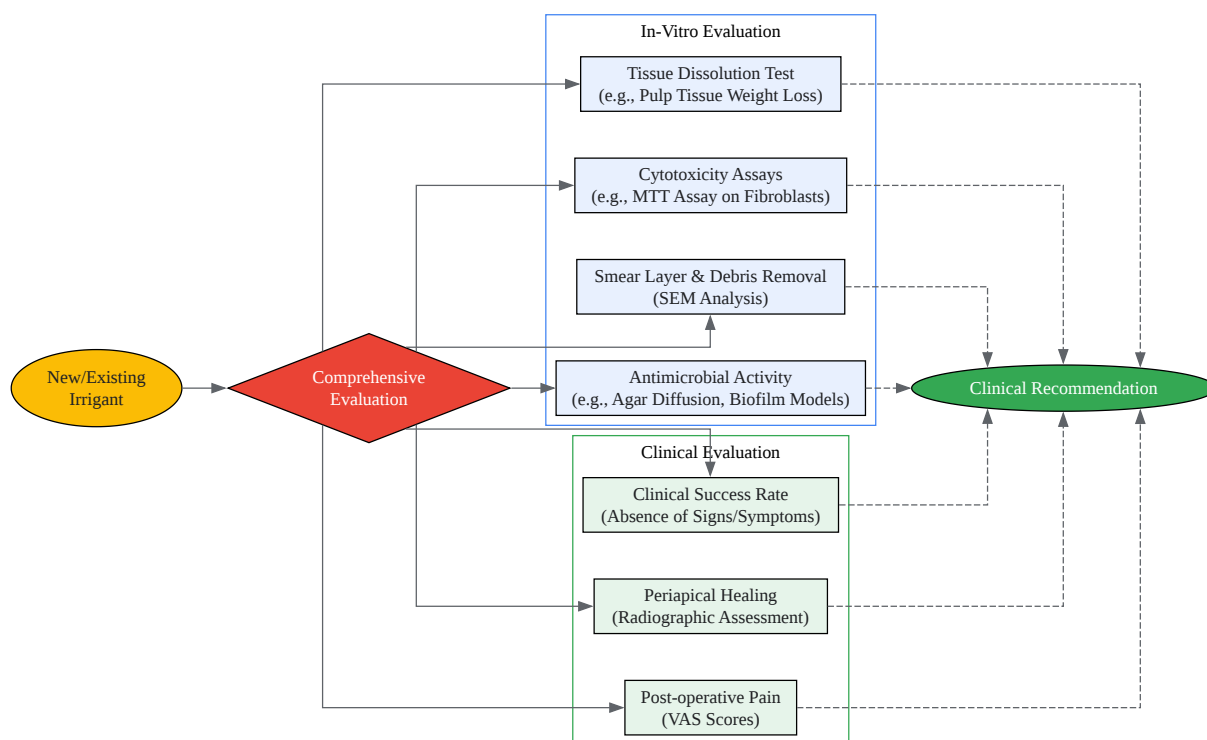 In-Vitro Evaluation
Tissue Dissolution Test
(e.g., Pulp Tissue Weight Loss)
Cytotoxicity Assays
(e.g., MTT Assay on Fibroblasts)
Smear Layer & Debris Removal
(SEM Analysis)
New/Existing
Irrigant
Comprehensive
Evaluation
Antimicrobial Activity
(e.g., Agar Diffusion, Biofilm Models)
Clinical Recommendation
Clinical Evaluation
Clinical Success Rate
(Absence of Signs/Symptoms)
Periapical Healing
(Radiographic Assessment)
Post-operative Pain
(VAS Scores)